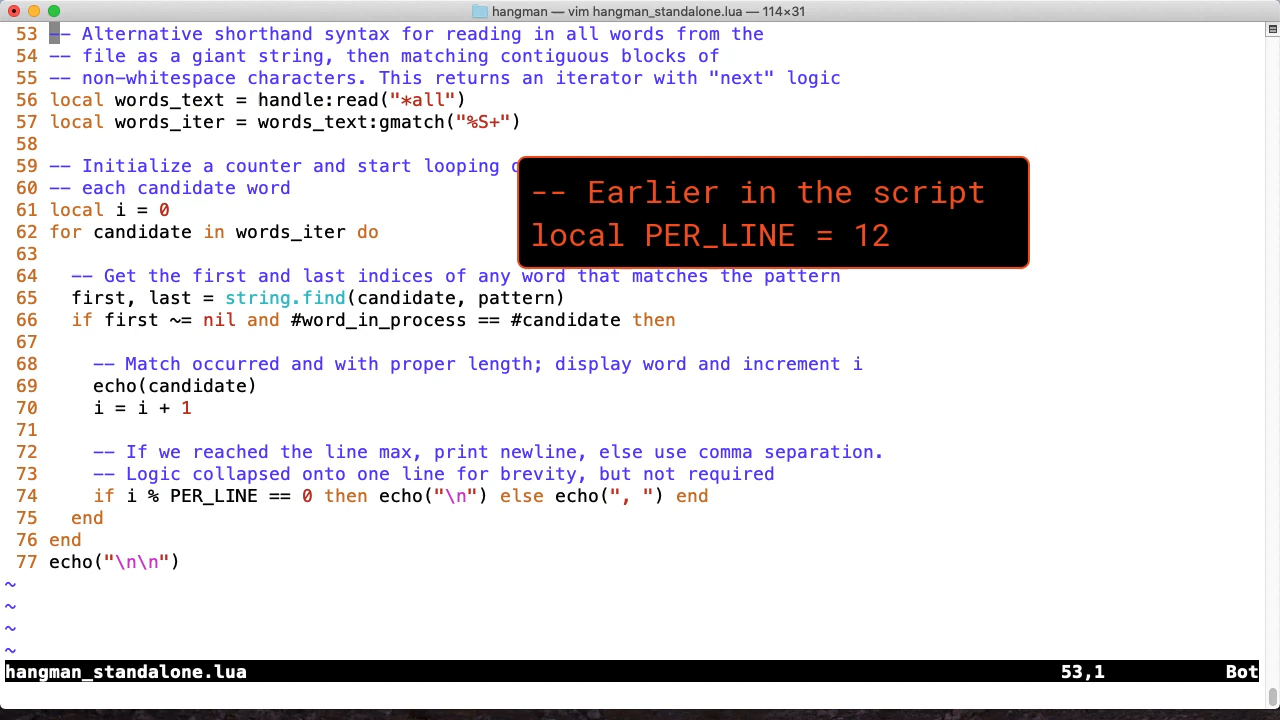 hangman — vim hangman_standalone.lua — 114×31
53 -- Alternative shorthand syntax for reading in all words from the
54 -- file as a giant string, then matching contiguous blocks of
55 -- non-whitespace characters. This returns an iterator with "next" logic
56 local words_text = handle:read("*all")
57 local words_iter = words_text:gmatch("%S+")
58
59 -- Initialize a counter and start looping
60 -- each candidate word
61 local i = 0
62 for candidate in words_iter do
63
-- Earlier in the script
local PER_LINE = 12
64 -- Get the first and last indices of any word that matches the pattern
65 first, last = string.find(candidate, pattern)
66 if first ~= nil and #word_in_process == #candidate then
67
68 -- Match occurred and with proper length; display word and increment i
69 echo(candidate)
70 i = i + 1
71
72 -- If we reached the line max, print newline, else use comma separation.
73 -- Logic collapsed onto one line for brevity, but not required
74 if i % PER_LINE == 0 then echo("\n") else echo(", ") end
75 end
76 end
77 echo("\n\n")
~
~
~
~
hangman_standalone.lua 53,1 Bot